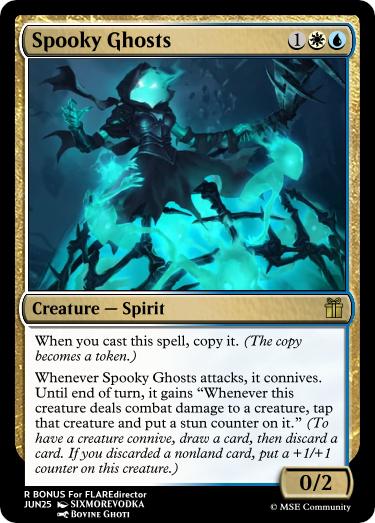 Spooky Ghosts 1
Creature — Spirit
When you cast this spell, copy it. (The copy
becomes a token.)
Whenever Spooky Ghosts attacks, it connives.
Until end of turn, it gains “Whenever this
creature deals combat damage to a creature, tap
that creature and put a stun counter on it.” (To
have a creature connive, draw a card, then discard a
card. If you discarded a nonland card, put a +1/+1
counter on this creature.)
0/2
R BONUS For FLAREdirector
JUN25 SIXMOREVODKA © MSE Community
Bovine Ghoti